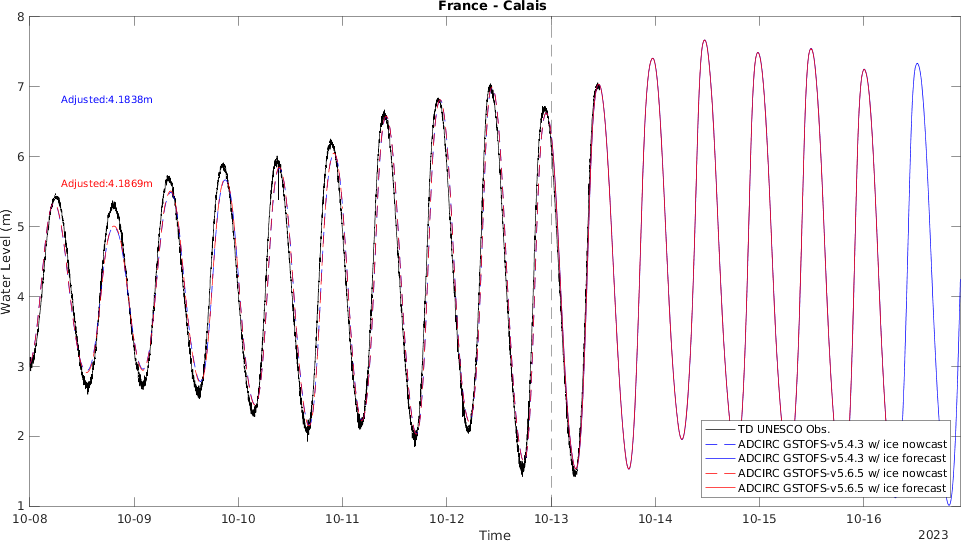 France - Calais
8
7
6
5
4
3
2
1
Water Level (m)
Adjusted:4.1838m
Adjusted:4.1869m
TD UNESCO Obs.
ADCIRC GSTOFS-v5.4.3 w/ ice nowcast
ADCIRC GSTOFS-v5.4.3 w/ ice forecast
ADCIRC GSTOFS-v5.6.5 w/ ice nowcast
ADCIRC GSTOFS-v5.6.5 w/ ice forecast
10-08 10-09 10-10 10-11 10-12 10-13 10-14 10-15 10-16
Time
2023